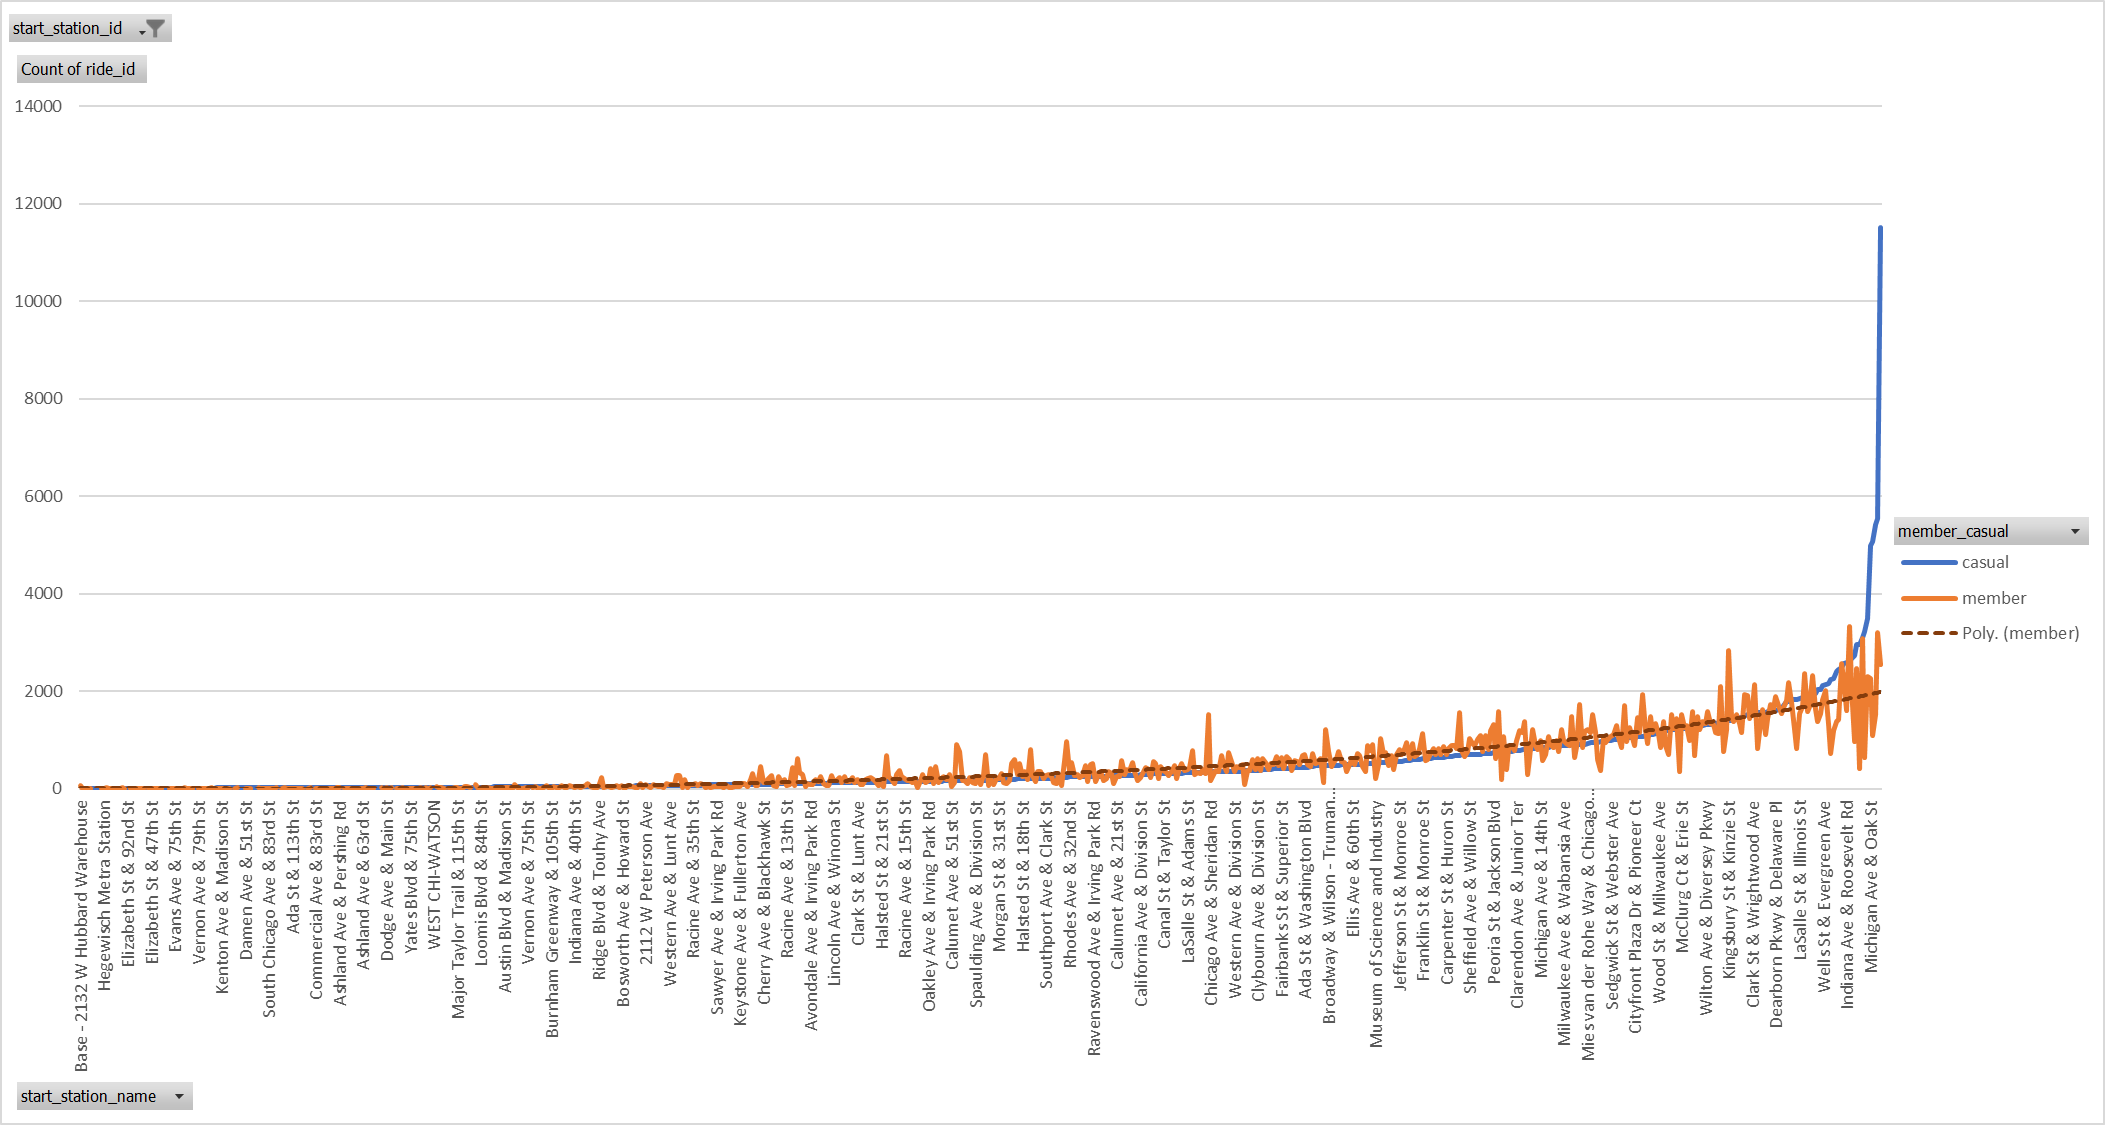 start_station_id
Count of ride_id
14000
12000
10000
8000
6000
4000
2000
0
member_casual
casual
member
Poly. (member)
Base - 2132 W Hubbard Warehouse
Hegewisch Metra Station
Elizabeth St & 92nd St
Elizabeth St & 47th St
Evans Ave & 75th St
Vernon Ave & 79th St
Kenton Ave & Madison St
Damen Ave & 51st St
South Chicago Ave & 83rd St
Ada St & 113th St
Commercial Ave & 83rd St
Ashland Ave & Pershing Rd
Ashland Ave & 63rd St
Dodge Ave & Main St
Yates Blvd & 75th St
WEST CHI-WATSON
Major Taylor Trail & 115th St
Loomis Blvd & 84th St
Austin Blvd & Madison St
Vernon Ave & 75th St
Burnham Greenway & 105th St
Indiana Ave & 40th St
Ridge Blvd & Touhy Ave
Bosworth Ave & Howard St
2112 W Peterson Ave
Western Ave & Lunt Ave
Racine Ave & 35th St
Sawyer Ave & Irving Park Rd
Keystone Ave & Fullerton Ave
Cherry Ave & Blackhawk St
Racine Ave & 13th St
Avondale Ave & Irving Park Rd
Lincoln Ave & Winona St
Clark St & Lunt Ave
Halsted St & 21st St
Racine Ave & 15th St
Oakley Ave & Irving Park Rd
Calumet Ave & 51st St
Spaulding Ave & Division St
Morgan St & 31st St
Halsted St & 18th St
Southport Ave & Clark St
Rhodes Ave & 32nd St
Ravenswood Ave & Irving Park Rd
Calumet Ave & 21st St
California Ave & Division St
Canal St & Taylor St
LaSalle St & Adams St
Chicago Ave & Sheridan Rd
Western Ave & Division St
Clybourn Ave & Division St
Fairbanks St & Superior St
Ada St & Washington Blvd
Broadway & Wilson - Truman...
Ellis Ave & 60th St
Museum of Science and Industry
Jefferson St & Monroe St
Franklin St & Monroe St
Carpenter St & Huron St
Sheffield Ave & Willow St
Peoria St & Jackson Blvd
Clarendon Ave & Junior Ter
Michigan Ave & 14th St
Milwaukee Ave & Wabansia Ave
Mies van der Rohe Way & Chicago...
Sedgwick St & Webster Ave
Cityfront Plaza Dr & Pioneer Ct
Wood St & Milwaukee Ave
McClurg Ct & Erie St
Wilton Ave & Diversey Pkwy
Kingsbury St & Kinzie St
Clark St & Wrightwood Ave
Dearborn Pkwy & Delaware Pl
LaSalle St & Illinois St
Wells St & Evergreen Ave
Indiana Ave & Roosevelt Rd
Michigan Ave & Oak St
start_station_name